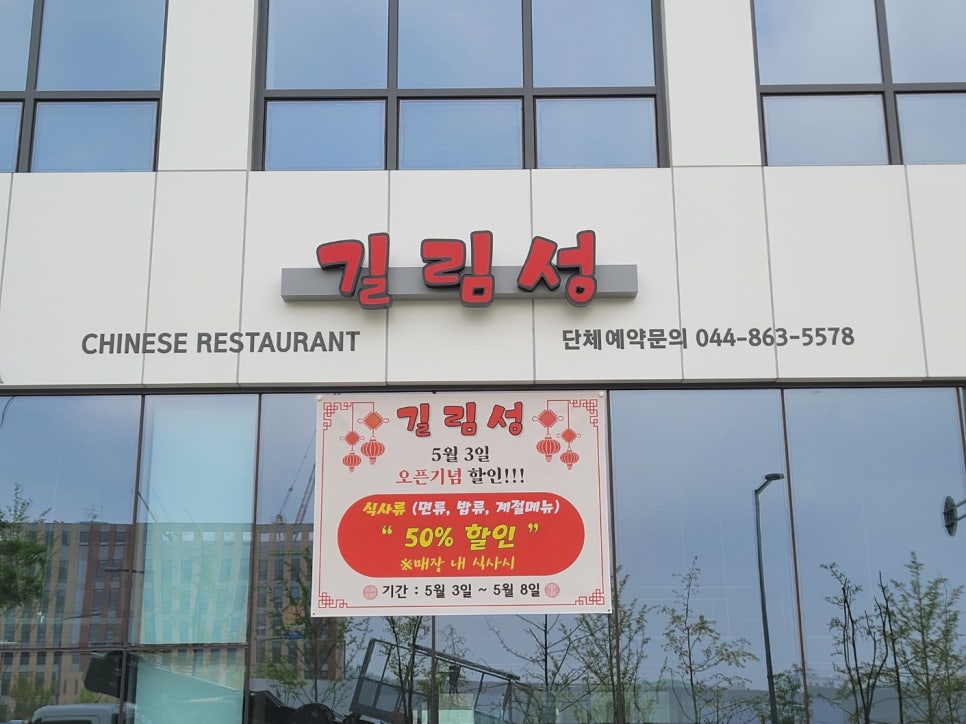 길림성
CHINESE RESTAURANT
단체예약문의 044-863-5578
길림성
5월 3일
오픈기념 할인!!!
식사류 (면류, 밥류, 계절메뉴)
“ 50% 할인 ”
※매장 내 식사시
기간 : 5월 3일 ~ 5월 8일